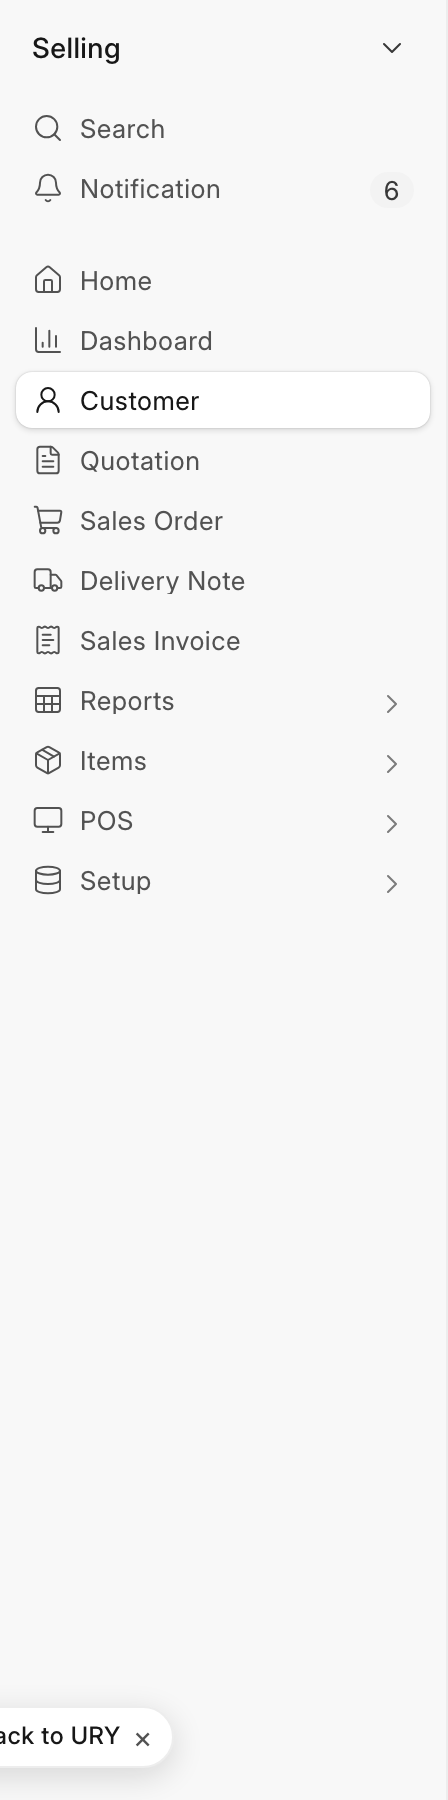 Selling
Search
Notification 6
Home
Dashboard
Customer
Quotation
Sales Order
Delivery Note
Sales Invoice
Reports
Items
POS
Setup
to URY